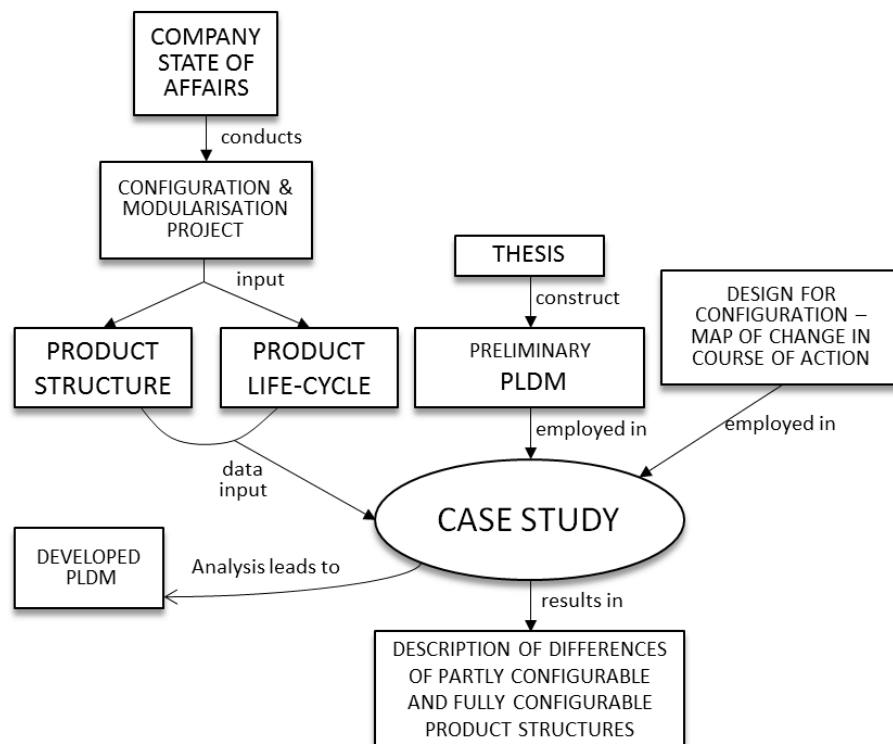 COMPANY
STATE OF
AFFAIRS
conducts
CONFIGURATION &
MODULARISATION
PROJECT
input
PRODUCT
STRUCTURE
PRODUCT
LIFE-CYCLE
THESIS
construct
PRELIMINARY
PLDM
DESIGN FOR
CONFIGURATION –
MAP OF CHANGE IN
COURSE OF ACTION
employed in
employed in
data
input
CASE STUDY
DEVELOPED
PLDM
Analysis leads to
results in
DESCRIPTION OF DIFFERENCES
OF PARTLY CONFIGURABLE
AND FULLY CONFIGURABLE
PRODUCT STRUCTURES